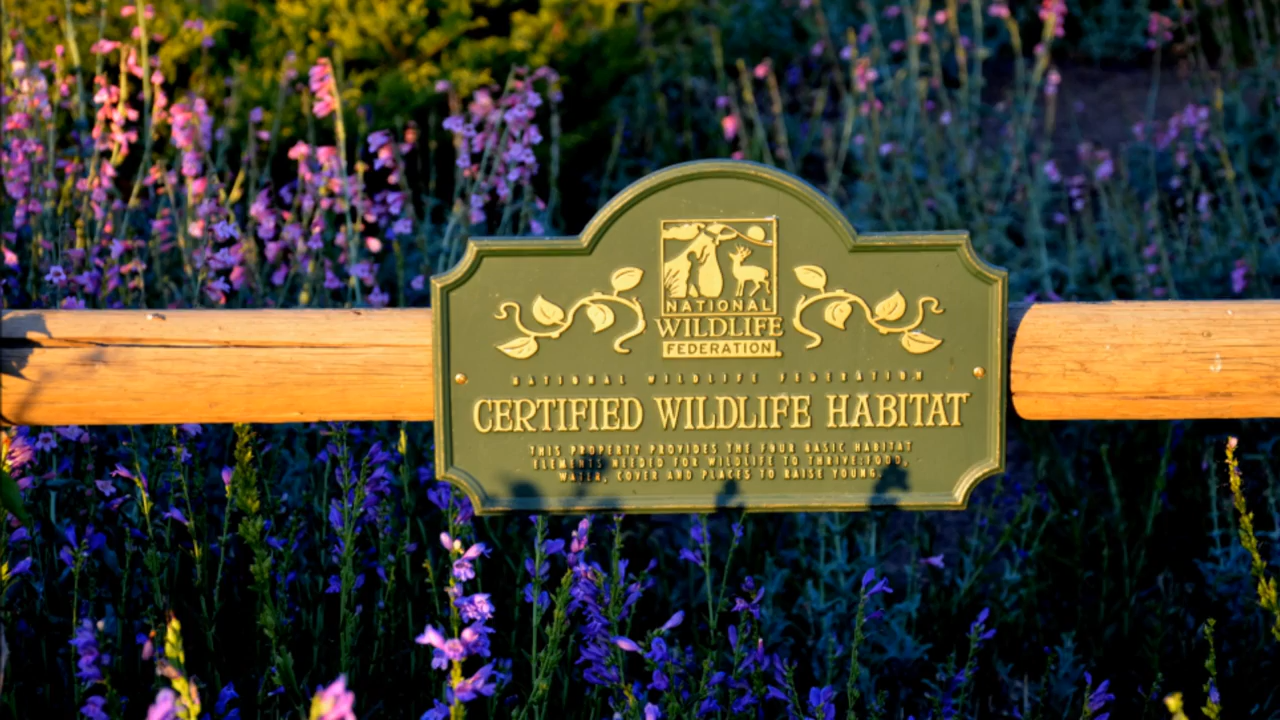 NATIONAL
WILDLIFE
FEDERATION
NATIONAL WILDLIFE FEDERATION
CERTIFIED WILDLIFE HABITAT
THIS PROPERTY PROVIDES THE FOUR BASIC HABITAT
ELEMENTS NEEDED FOR WILDLIFE TO THRIVE:FOOD,
WATER, COVER AND PLACES TO RAISE YOUNG.